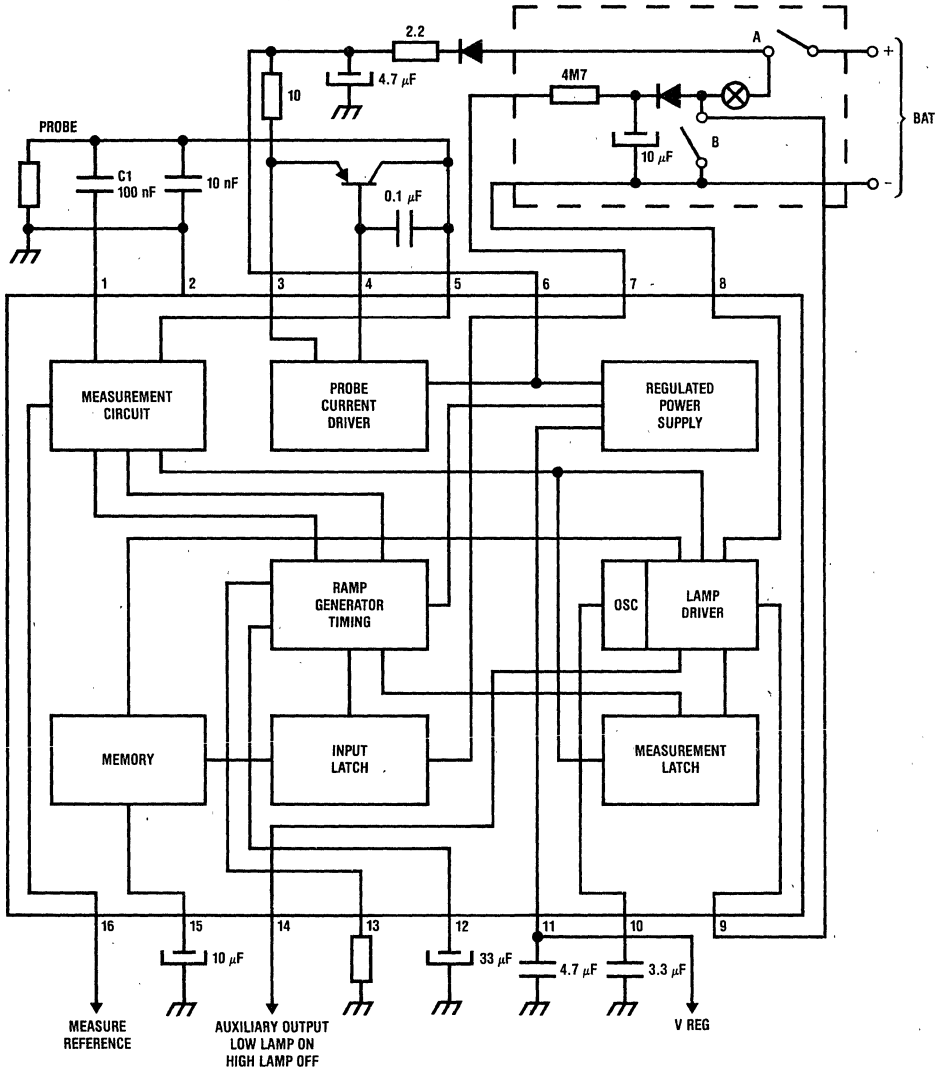 2.2
A
+
4.7 µF
10
4M7
BAT
PROBE
10 µF
B
C1
100 nF
10 nF
0.1 µF
-
1
2
3
4
5
6
7
8
MEASUREMENT
CIRCUIT
PROBE
CURRENT
DRIVER
REGULATED
POWER
SUPPLY
RAMP
GENERATOR
TIMING
OSC
LAMP
DRIVER
MEMORY
INPUT
LATCH
MEASUREMENT
LATCH
16
15
14
13
12
11
10
9
10 µF
33 µF
4.7 µF
3.3 µF
MEASURE
REFERENCE
AUXILIARY OUTPUT
LOW LAMP ON
HIGH LAMP OFF
V REG